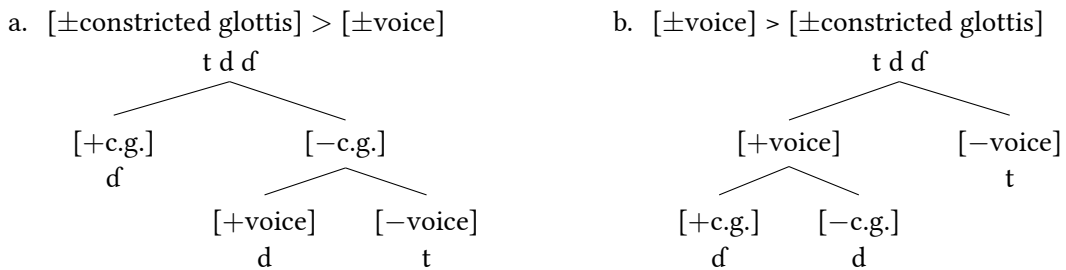 a. [±constricted glottis] > [±voice]
t d ɗ
[+c.g.] [−c.g.]
ɗ
[+voice] [−voice]
d t
b. [±voice] > [±constricted glottis]
t d ɗ
[+voice] [−voice]
t
[+c.g.] [−c.g.]
ɗ d